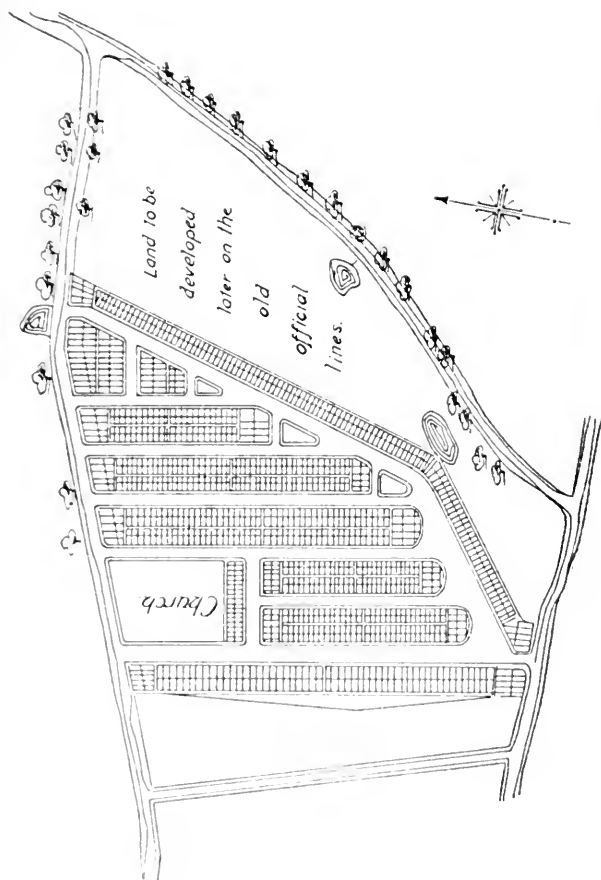 Land to be
developed
later on the
old
official
lines.
Church